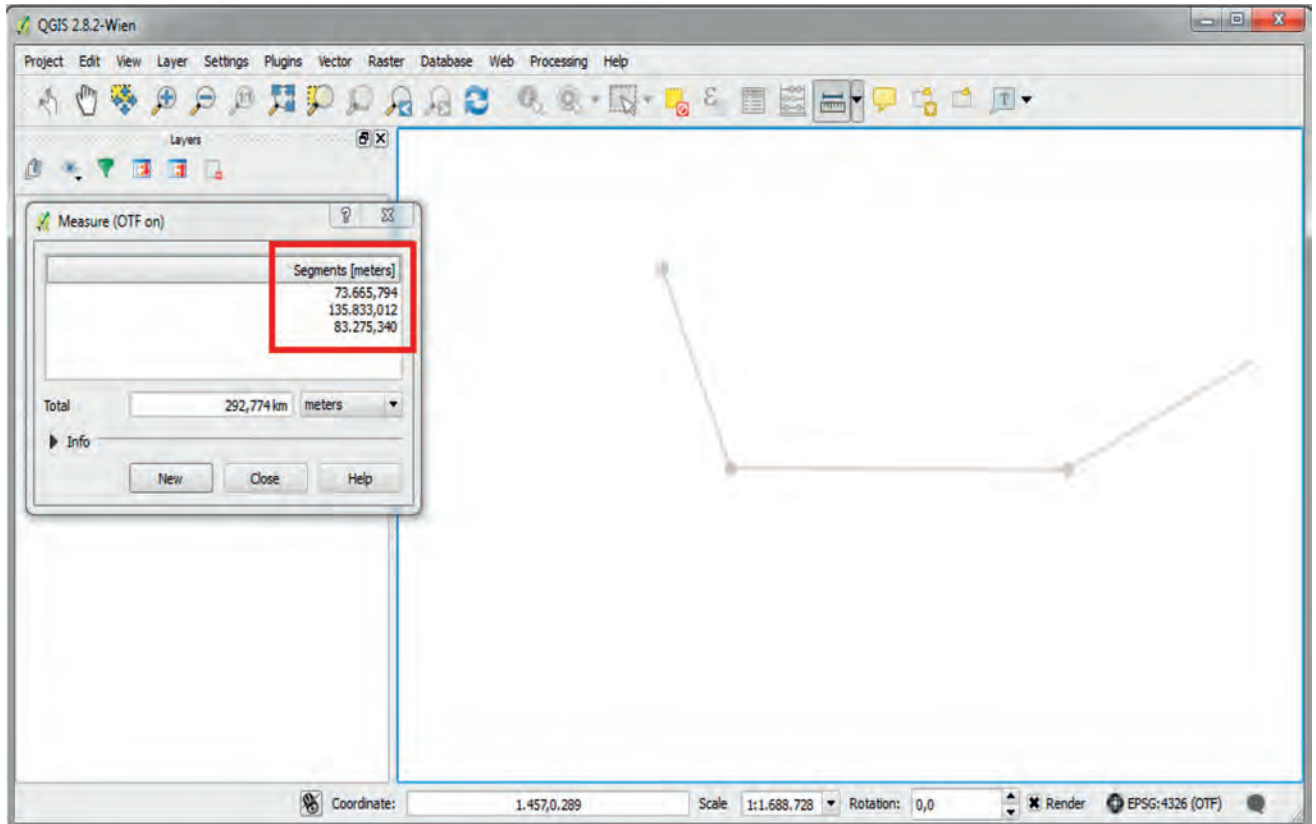 QGIS 2.8.2-Wien
Project Edit View Layer Settings Plugins Vector Raster Database Web Processing Help
Layers
Measure (OTF on)
Segments [meters]
73.665,794
135.833,012
83.275,340
Total 292,774 km meters
Info
New Close Help
Coordinate: 1.457,0.289 Scale 1:1.688.728 Rotation: 0,0 Render EPSG:4326 (OTF)